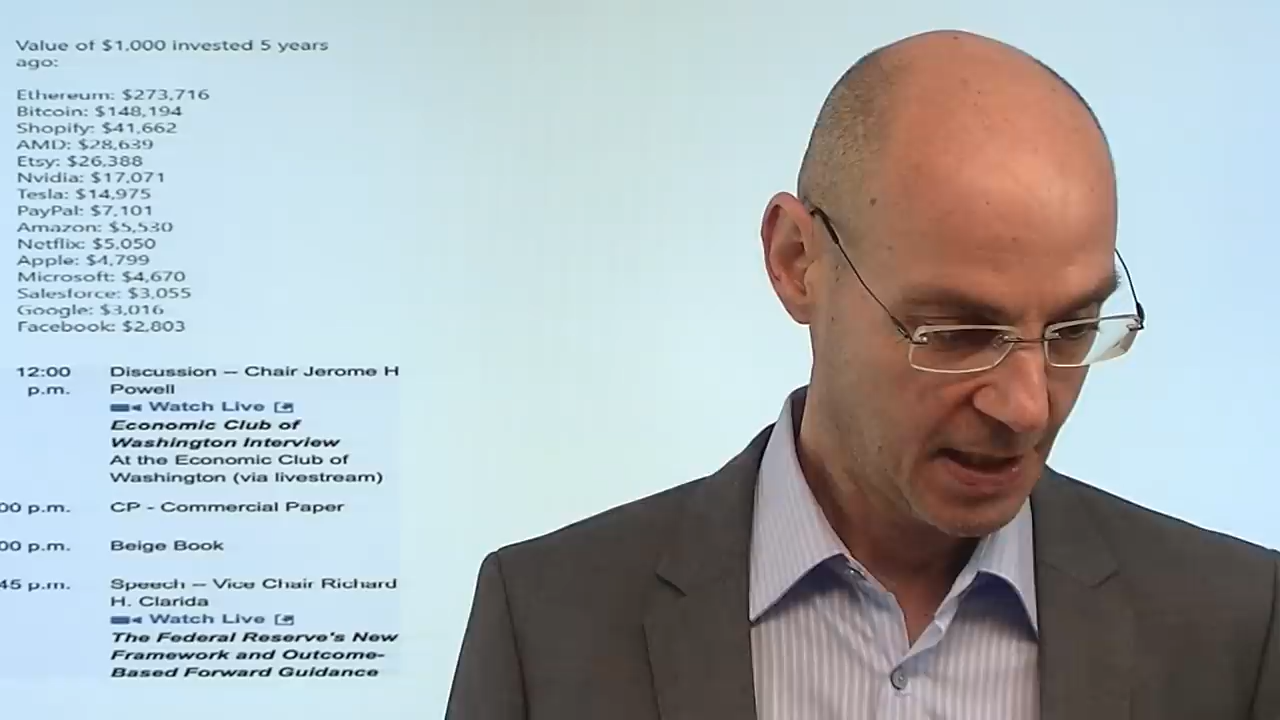 Value of $1,000 invested 5 years
ago:
Ethereum: $273,716
Bitcoin: $148,194
Shopify: $41,662
AMD: $28,639
Etsy: $26,388
Nvidia: $17,071
Tesla: $14,975
PayPal: $7,101
Amazon: $5,530
Netflix: $5,050
Apple: $4,799
Microsoft: $4,670
Salesforce: $3,055
Google: $3,016
Facebook: $2,803
12:00 Discussion – Chair Jerome H
p.m. Powell
Watch Live
Economic Club of
Washington Interview
At the Economic Club of
Washington (via livestream)
00 p.m. CP - Commercial Paper
00 p.m. Beige Book
45 p.m. Speech – Vice Chair Richard
H. Clarida
Watch Live
The Federal Reserve's New
Framework and Outcome-
Based Forward Guidance